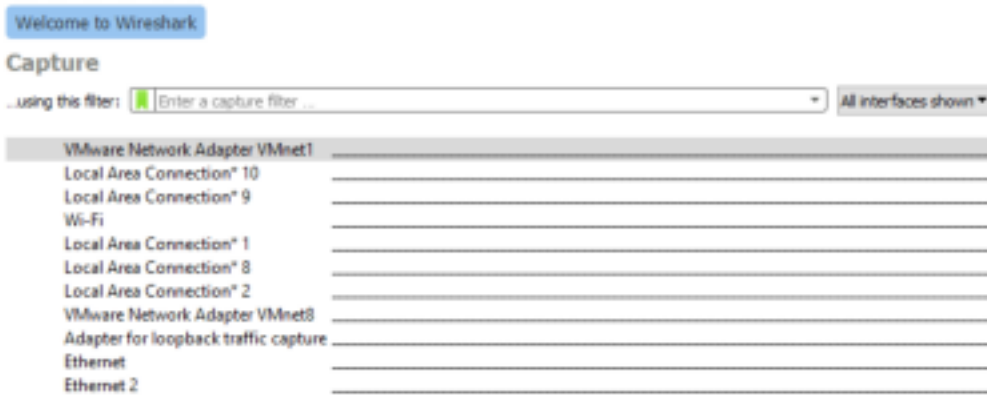 Welcome to Wireshark
Capture
...using this filter: Enter a capture filter ... All interfaces shown
VMware Network Adapter VMnet1
Local Area Connection* 10
Local Area Connection* 9
Wi-Fi
Local Area Connection* 1
Local Area Connection* 8
Local Area Connection* 2
VMware Network Adapter VMnet8
Adapter for loopback traffic capture
Ethernet
Ethernet 2